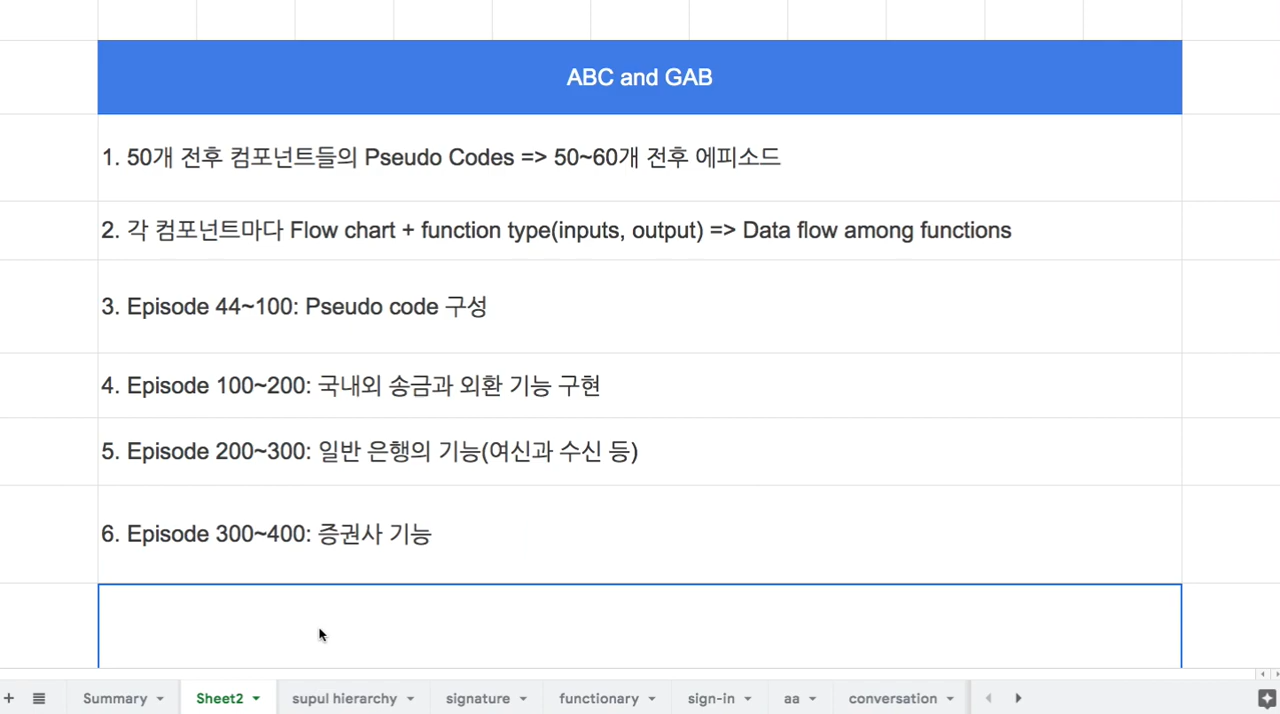 ABC and GAB
1. 50개 전후 컴포넌트들의 Pseudo Codes => 50~60개 전후 에피소드
2. 각 컴포넌트마다 Flow chart + function type(inputs, output) => Data flow among functions
3. Episode 44~100: Pseudo code 구성
4. Episode 100~200: 국내외 송금과 외환 기능 구현
5. Episode 200~300: 일반 은행의 기능(여신과 수신 등)
6. Episode 300~400: 증권사 기능
+ Summary Sheet2 supul hierarchy signature functionary sign-in aa conversation